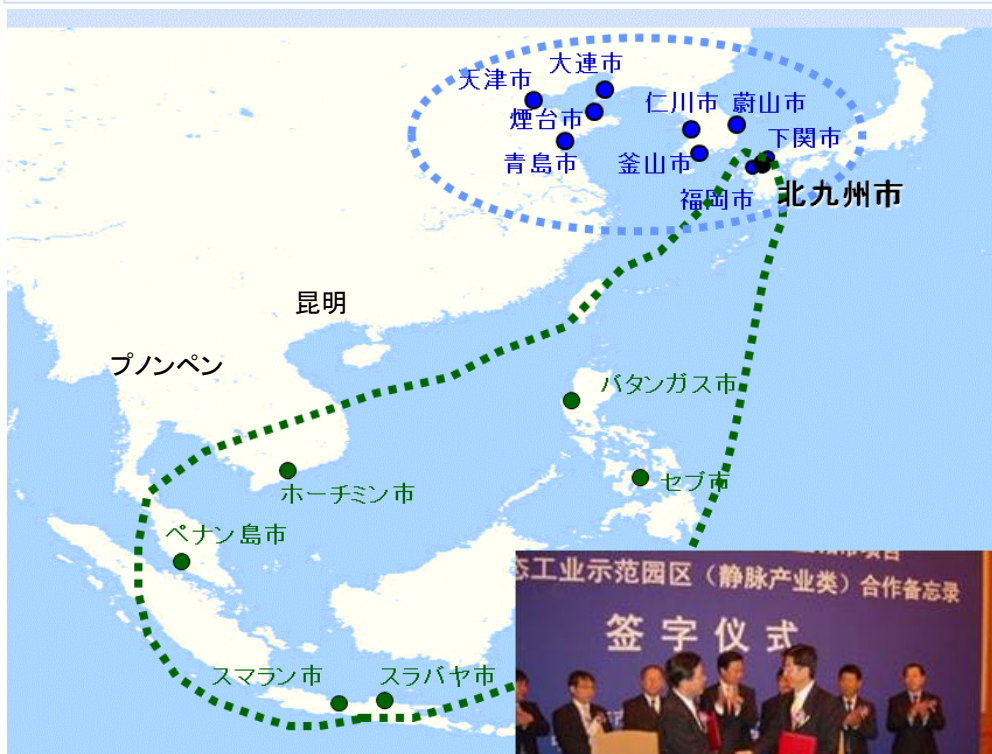 大連市
天津市
仁川市
蔚山市
煙台市
下関市
青島市
釜山市
福岡市
北九州市
昆明
プノンペン
バタンガス市
ホーチミン市
セブ市
ペナン島市
スマラン市
スラバヤ市
态工业示范园区（静脉产业类）合作备忘录
签字仪式